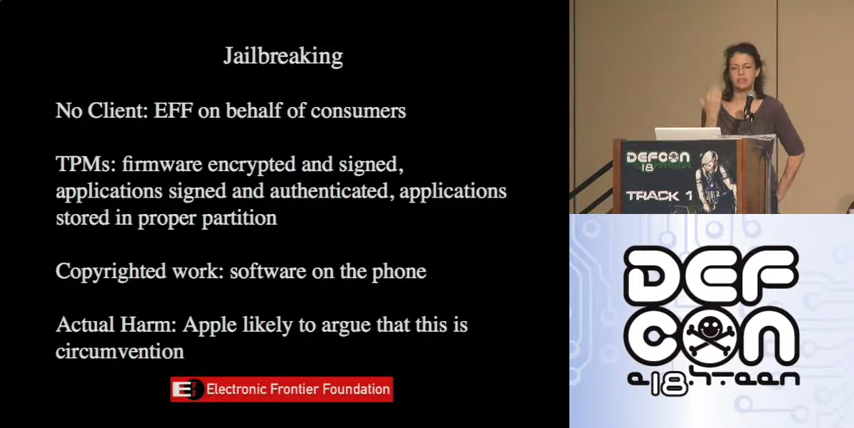 Jailbreaking
No Client: EFF on behalf of consumers
TPMs: firmware encrypted and signed,
applications signed and authenticated, applications
stored in proper partition
Copyrighted work: software on the phone
Actual Harm: Apple likely to argue that this is
circumvention
EFF Electronic Frontier Foundation
DEFCON
18
TRACK 1
DEF
CON
e18hteen